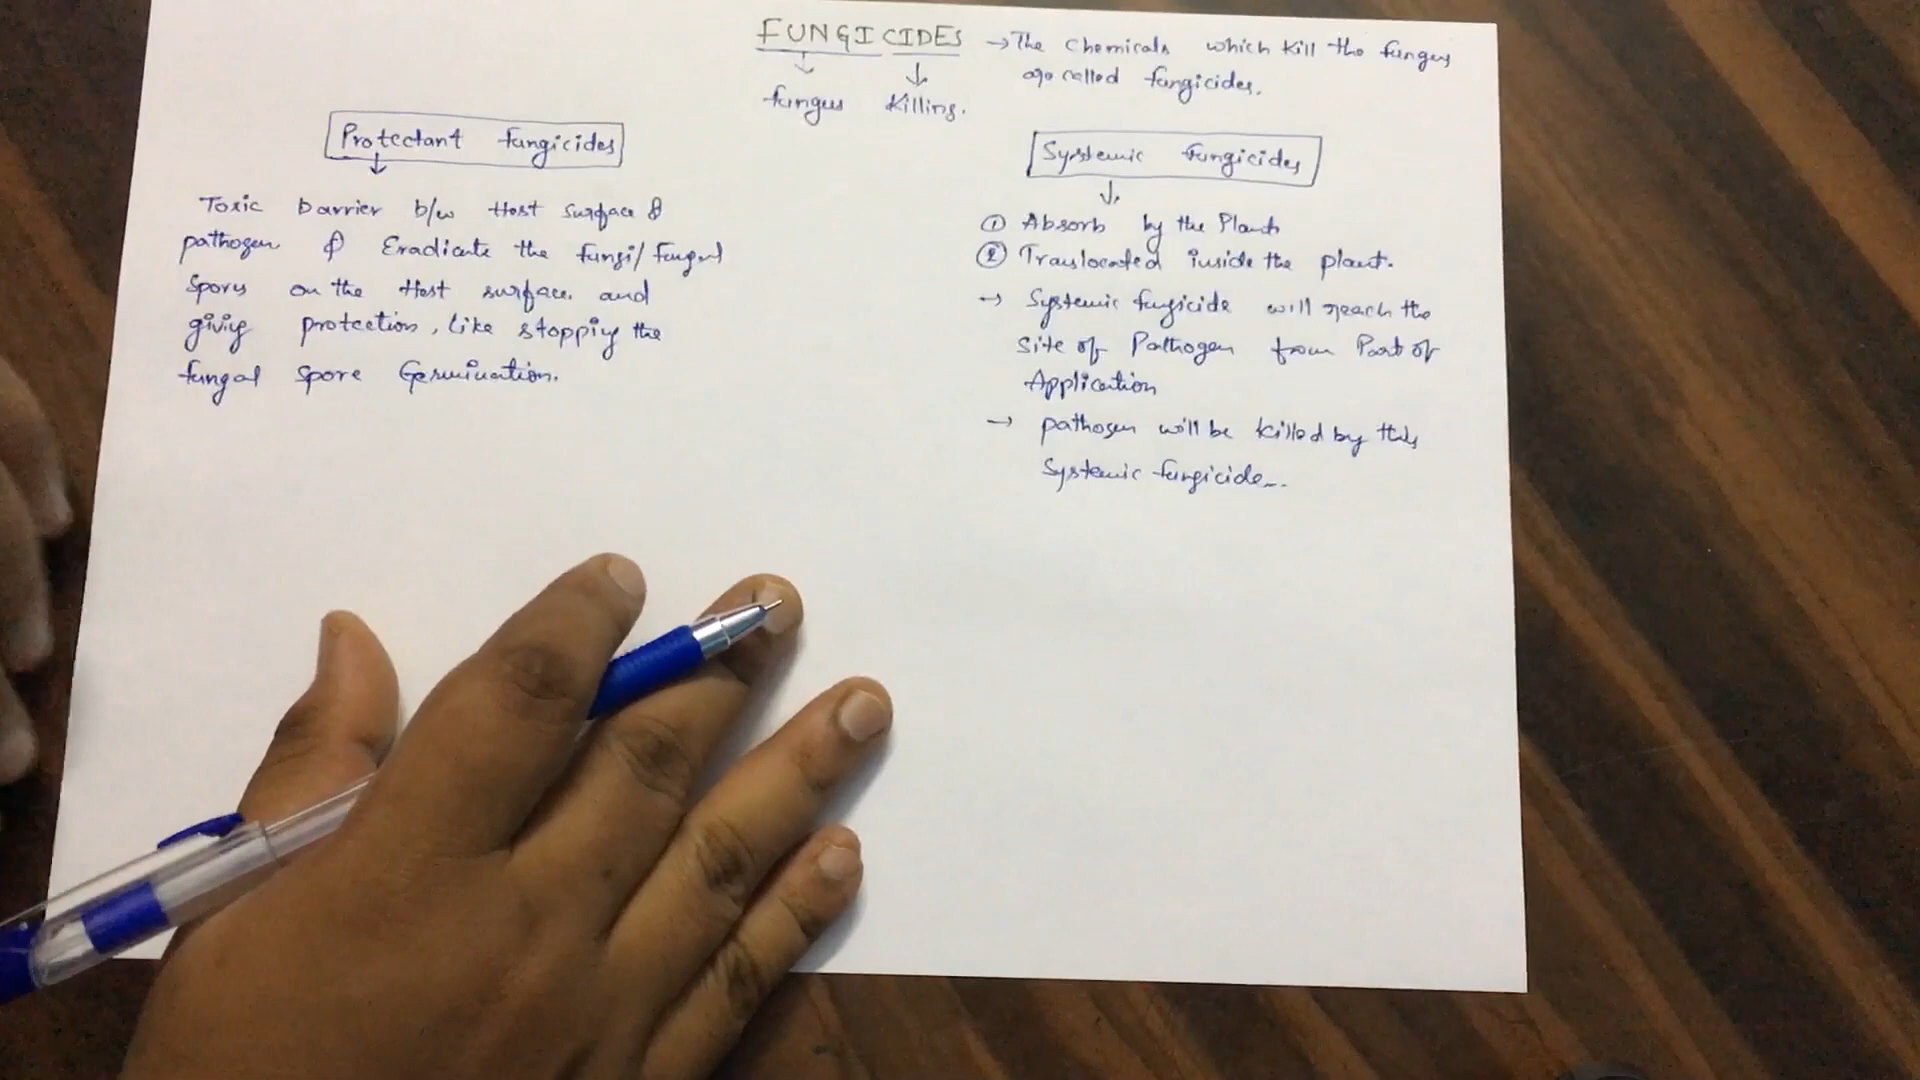 FUNGICIDES → The chemicals which kill the fungus
are called fungicides.
fungus killing.
Protectant fungicides
Toxic barrier b/w Host surface &
pathogen & Eradicate the fungi/fungal
Spores on the Host surface and
giving protection, like stopping the
fungal spore Germination.
Systemic fungicides
① Absorb by the Plants
② Translocated inside the plant.
→ Systemic fungicide will reach the
site of Pathogen from Part of
Application
→ pathogen will be killed by this
Systemic fungicide...